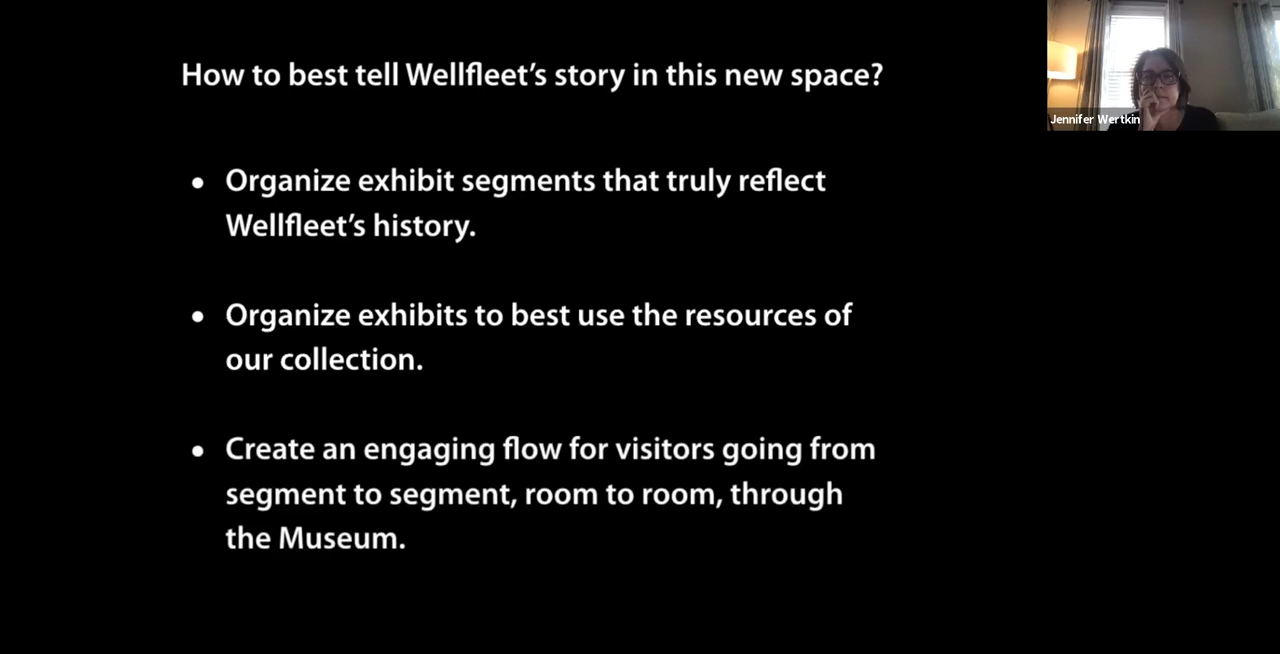 How to best tell Wellfleet’s story in this new space?
Jennifer Wertkin
• Organize exhibit segments that truly reflect
Wellfleet’s history.
• Organize exhibits to best use the resources of
our collection.
• Create an engaging flow for visitors going from
segment to segment, room to room, through
the Museum.